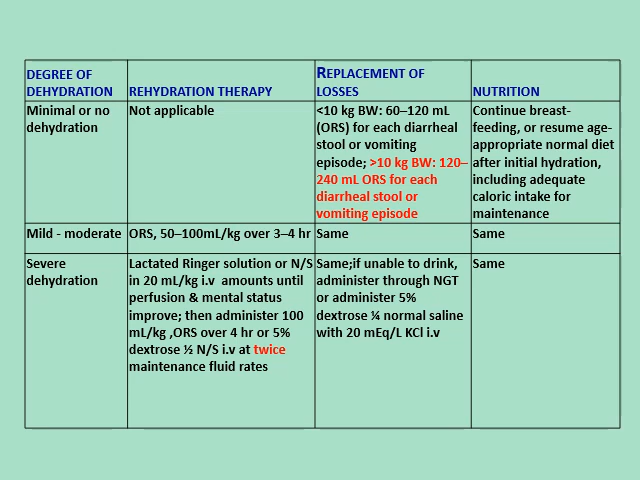 DEGREE OF
DEHYDRATION
REHYDRATION THERAPY
REPLACEMENT OF
LOSSES
NUTRITION
Minimal or no
dehydration
Not applicable
<10 kg BW: 60–120 mL
(ORS) for each diarrheal
stool or vomiting
episode; >10 kg BW: 120–
240 mL ORS for each
diarrheal stool or
vomiting episode
Continue breast-
feeding, or resume age-
appropriate normal diet
after initial hydration,
including adequate
caloric intake for
maintenance
Mild - moderate
ORS, 50–100mL/kg over 3–4 hr
Same
Same
Severe
dehydration
Lactated Ringer solution or N/S
in 20 mL/kg i.v  amounts until
perfusion & mental status
improve; then administer 100
mL/kg ,ORS over 4 hr or 5%
dextrose ½ N/S i.v at twice
maintenance fluid rates
Same;if unable to drink,
administer through NGT
or administer 5%
dextrose ¼ normal saline
with 20 mEq/L KCl i.v
Same